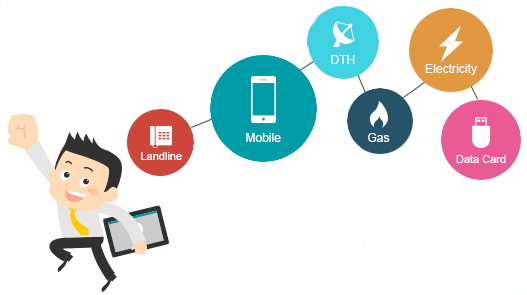 Landline
Mobile
DTH
Gas
Electricity
Data Card